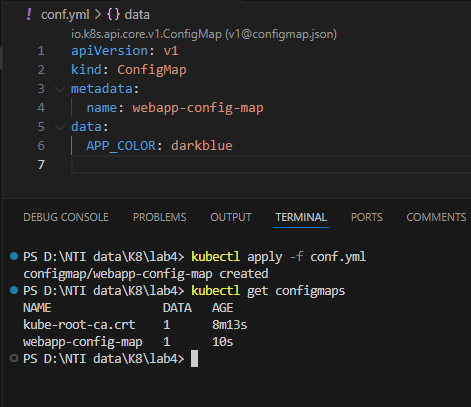 ! conf.yml > {} data
io.k8s.api.core.v1.ConfigMap (v1@configmap.json)
1 apiVersion: v1
2 kind: ConfigMap
3 metadata:
4   name: webapp-config-map
5 data:
6   APP_COLOR: darkblue
7
DEBUG CONSOLE PROBLEMS OUTPUT TERMINAL PORTS COMMENTS
PS D:\NTI data\K8\lab4> kubectl apply -f conf.yml
configmap/webapp-config-map created
PS D:\NTI data\K8\lab4> kubectl get configmaps
NAME                DATA   AGE
kube-root-ca.crt    1      8m13s
webapp-config-map   1      10s
PS D:\NTI data\K8\lab4>